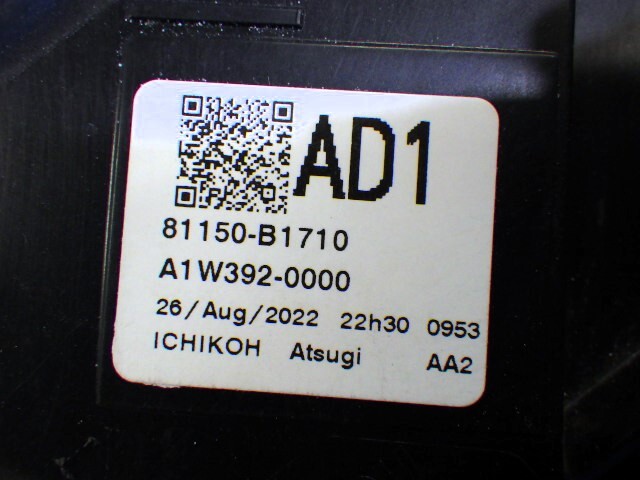 AD1
81150-B1710
A1W392-0000
26/Aug/2022 22h30 0953
ICHIKOH Atsugi AA2